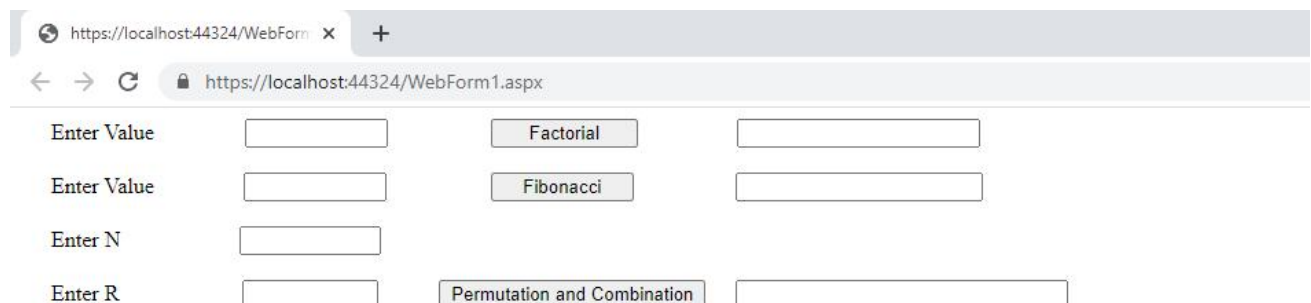 https://localhost:44324/WebForm
https://localhost:44324/WebForm1.aspx
Enter Value Factorial
Enter Value Fibonacci
Enter N
Enter R Permutation and Combination